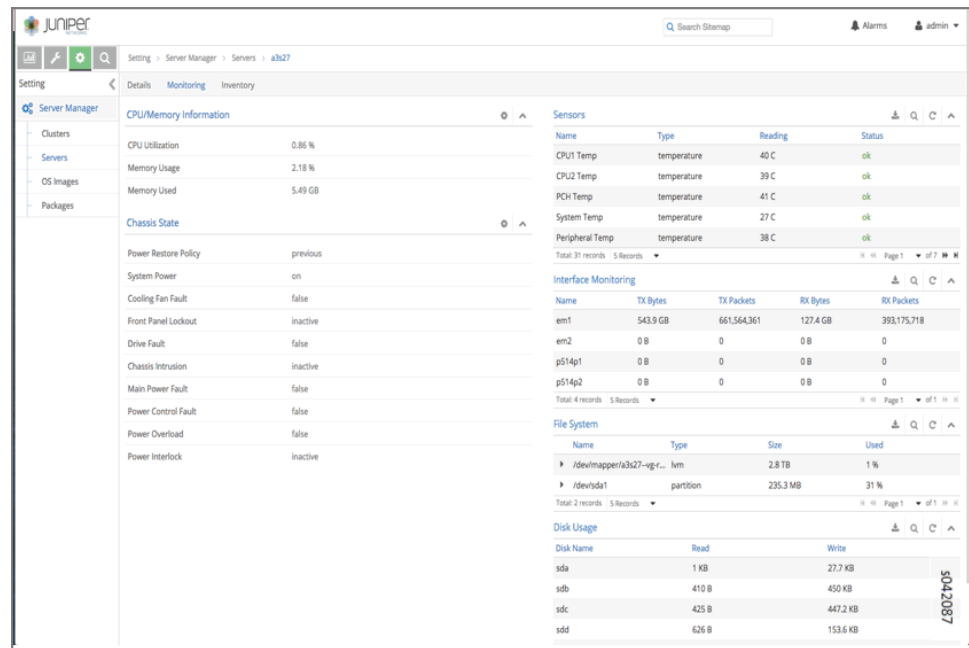 JUNIPER
NETWORKS
Search Sitemap
Alarms
admin
Setting > Server Manager > Servers > a3s27
Setting
Details Monitoring Inventory
Server Manager
Clusters
Servers
OS Images
Packages
CPU/Memory Information
CPU Utilization 0.86 %
Memory Usage 2.18 %
Memory Used 5.49 GB
Chassis State
Power Restore Policy previous
System Power on
Cooling Fan Fault false
Front Panel Lockout inactive
Drive Fault false
Chassis Intrusion inactive
Main Power Fault false
Power Control Fault false
Power Overload false
Power Interlock inactive
Sensors
Name Type Reading Status
CPU1 Temp temperature 40 C ok
CPU2 Temp temperature 39 C ok
PCH Temp temperature 41 C ok
System Temp temperature 27 C ok
Peripheral Temp temperature 38 C ok
Total: 31 records 5 Records Page 1 of 7
Interface Monitoring
Name TX Bytes TX Packets RX Bytes RX Packets
em1 543.9 GB 661,564,361 127.4 GB 393,175,718
em2 0 B 0 0 B 0
p514p1 0 B 0 0 B 0
p514p2 0 B 0 0 B 0
Total: 4 records 5 Records Page 1 of 1
File System
Name Type Size Used
/dev/mapper/a3s27--vg-r... lvm 2.8 TB 1 %
/dev/sda1 partition 235.3 MB 31 %
Total: 2 records 5 Records Page 1 of 1
Disk Usage
Disk Name Read Write
sda 1 KB 27.7 KB
sdb 410 B 450 KB
sdc 425 B 447.2 KB
sdd 626 B 153.6 KB
s042087